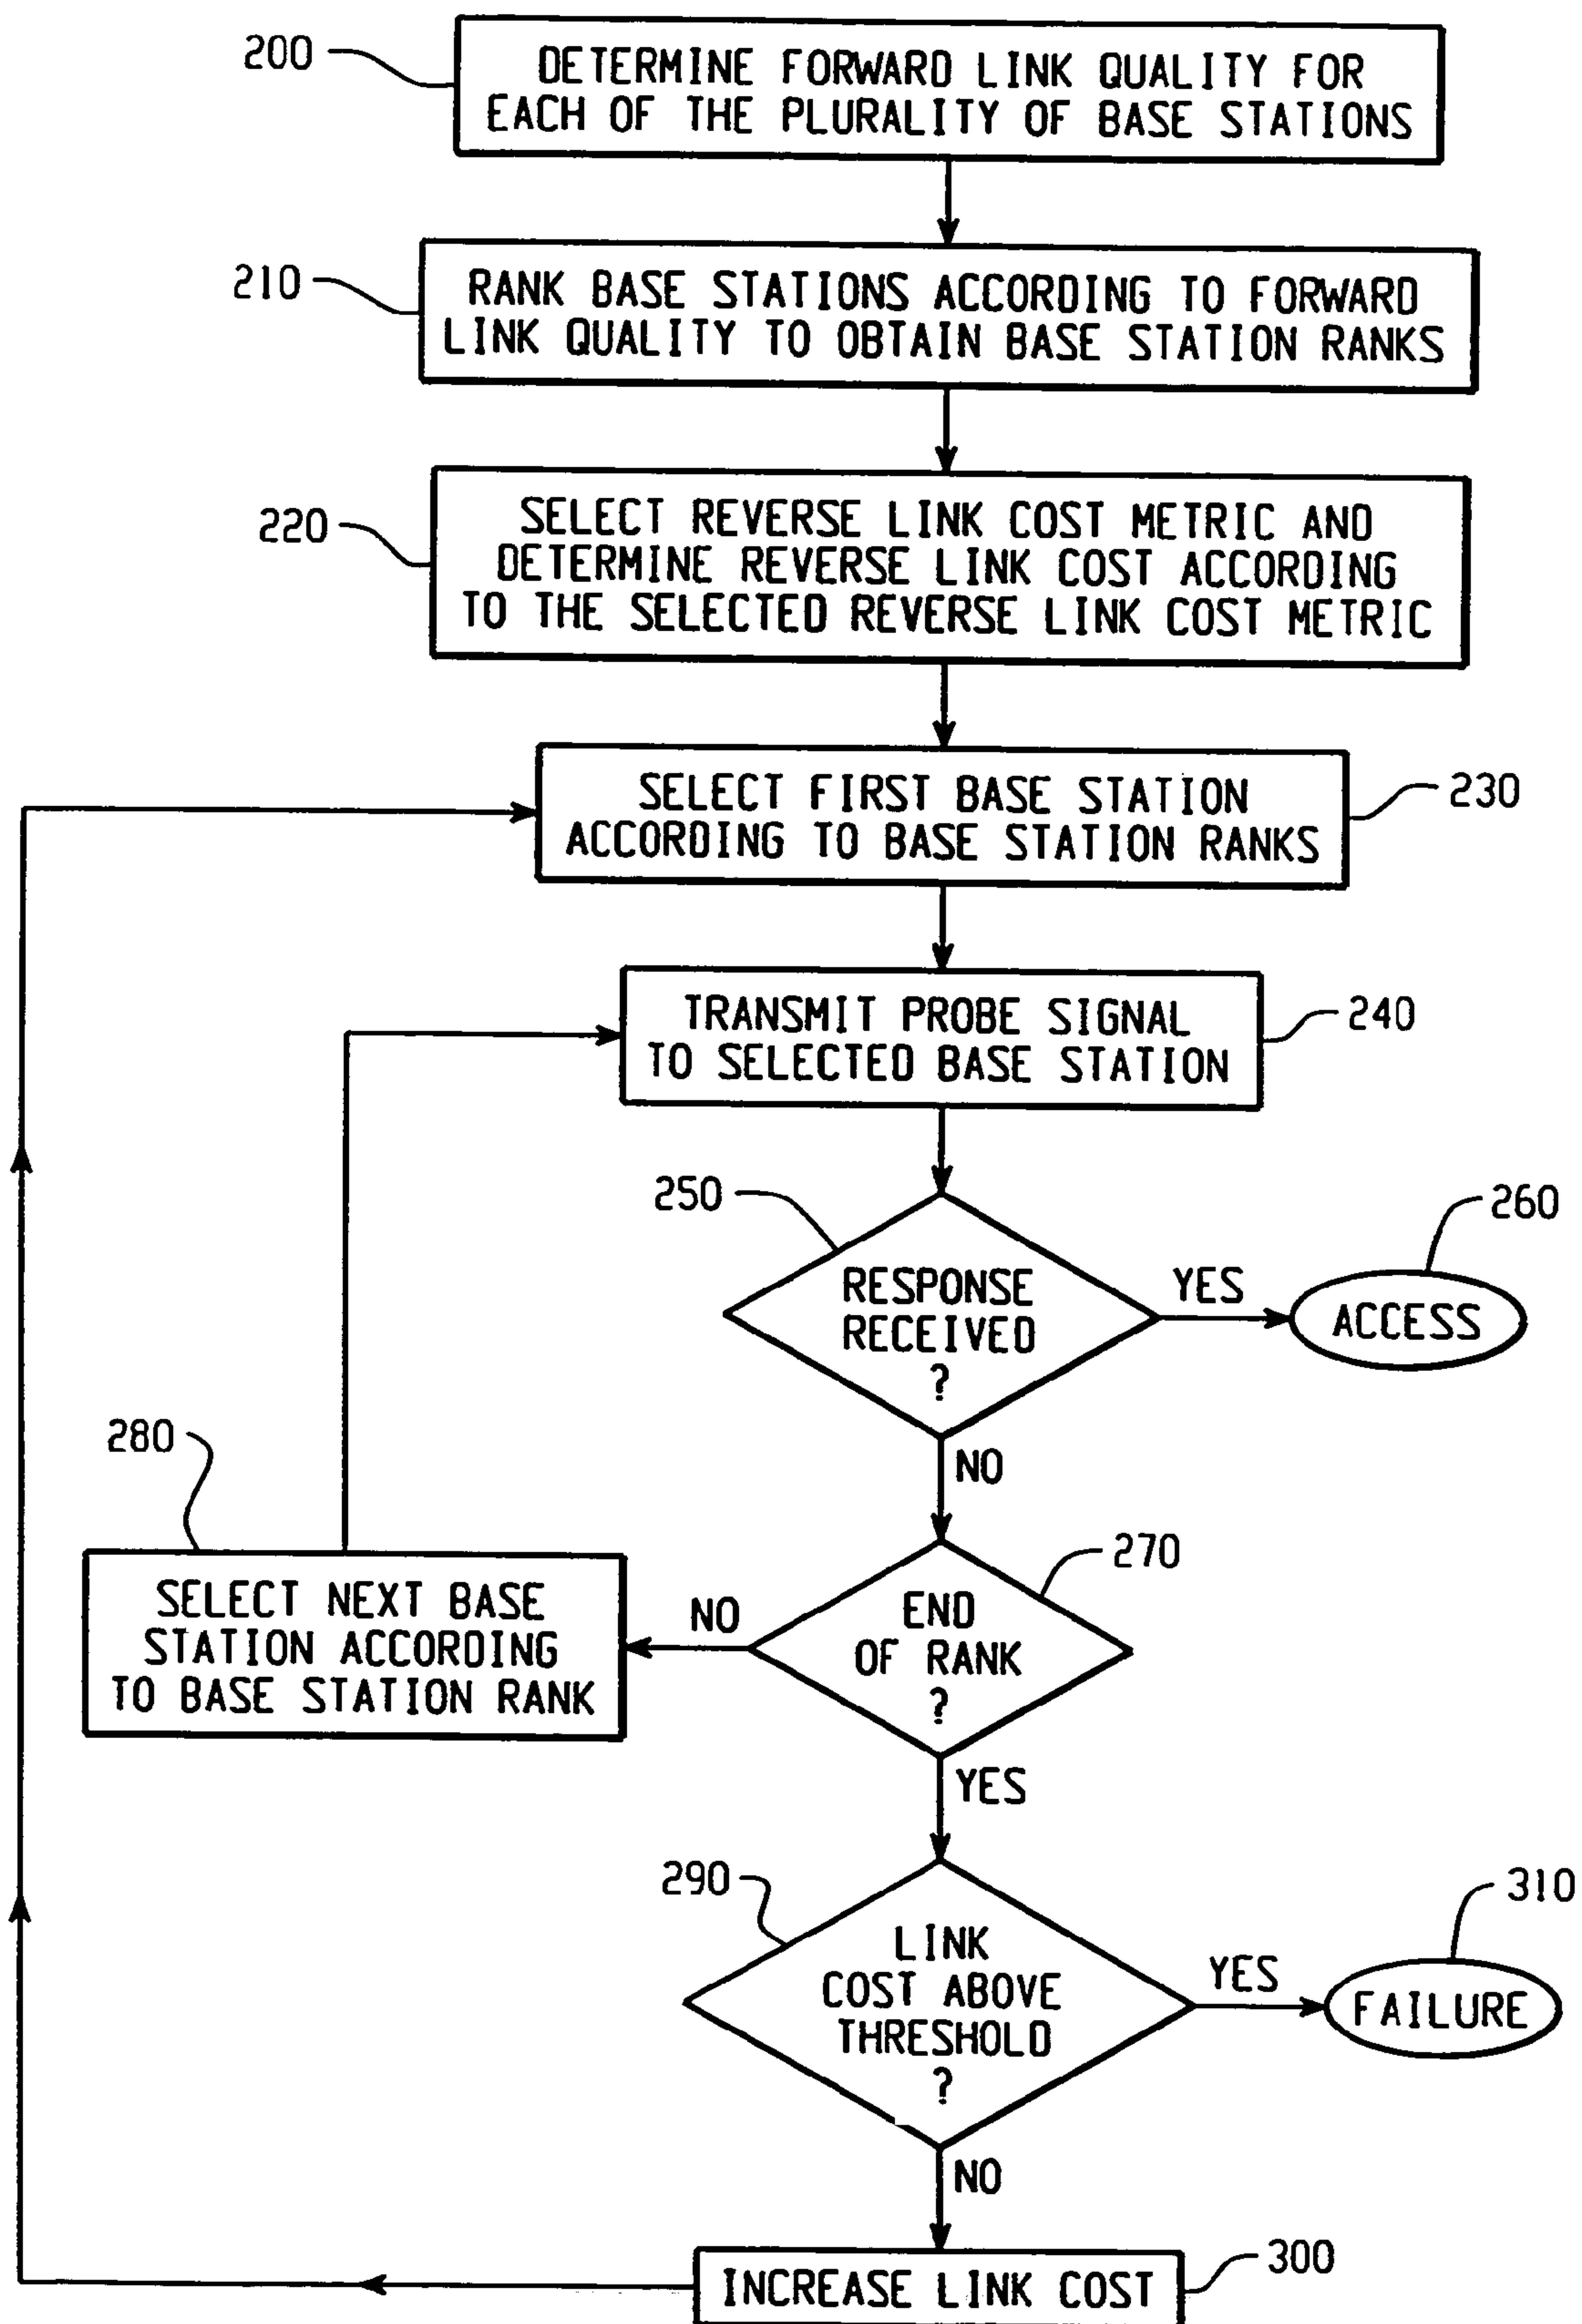 200
DETERMINE FORWARD LINK QUALITY FOR
EACH OF THE PLURALITY OF BASE STATIONS
210
RANK BASE STATIONS ACCORDING TO FORWARD
LINK QUALITY TO OBTAIN BASE STATION RANKS
220
SELECT REVERSE LINK COST METRIC AND
DETERMINE REVERSE LINK COST ACCORDING
TO THE SELECTED REVERSE LINK COST METRIC
230
SELECT FIRST BASE STATION
ACCORDING TO BASE STATION RANKS
240
TRANSMIT PROBE SIGNAL
TO SELECTED BASE STATION
250
RESPONSE
RECEIVED
?
YES
260
ACCESS
NO
270
END
OF RANK
?
NO
280
SELECT NEXT BASE
STATION ACCORDING
TO BASE STATION RANK
YES
290
LINK
COST ABOVE
THRESHOLD
?
YES
310
FAILURE
NO
300
INCREASE LINK COST